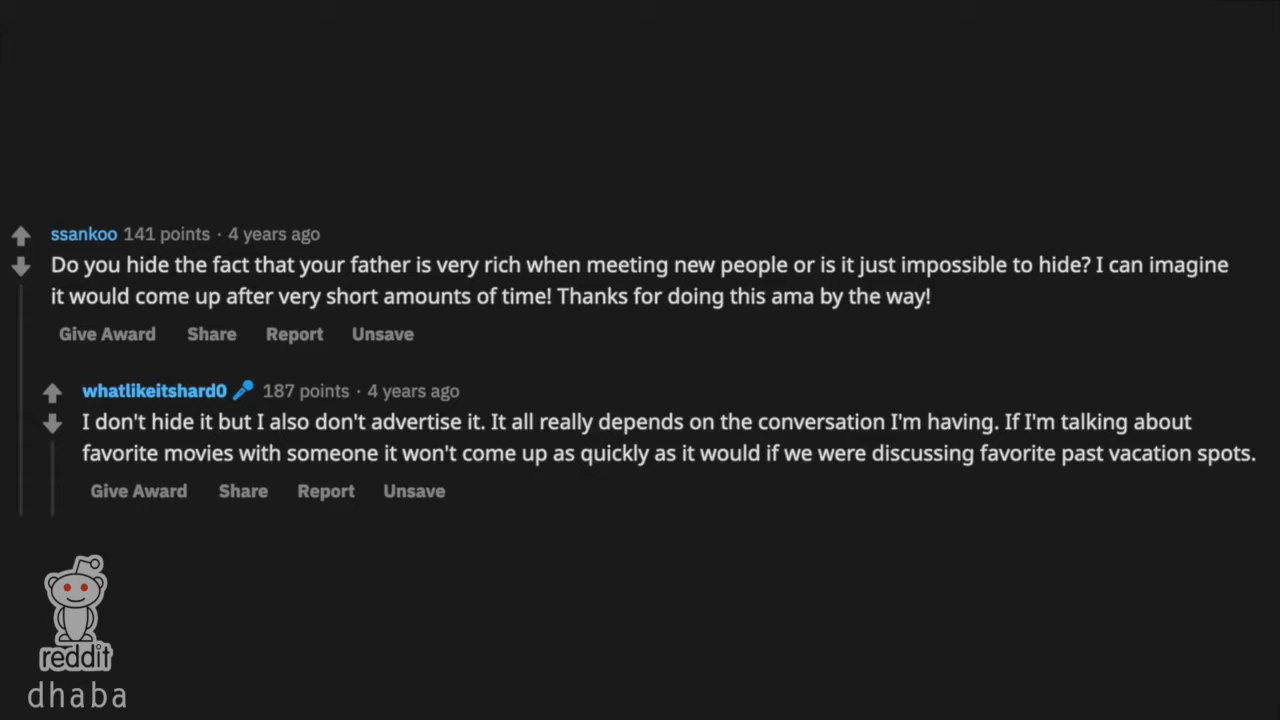 ssankoo 141 points · 4 years ago
Do you hide the fact that your father is very rich when meeting new people or is it just impossible to hide? I can imagine
it would come up after very short amounts of time! Thanks for doing this ama by the way!
Give Award Share Report Unsave
whatlikeitshard0 187 points · 4 years ago
I don't hide it but I also don't advertise it. It all really depends on the conversation I'm having. If I'm talking about
favorite movies with someone it won't come up as quickly as it would if we were discussing favorite past vacation spots.
Give Award Share Report Unsave
reddit
dhaba